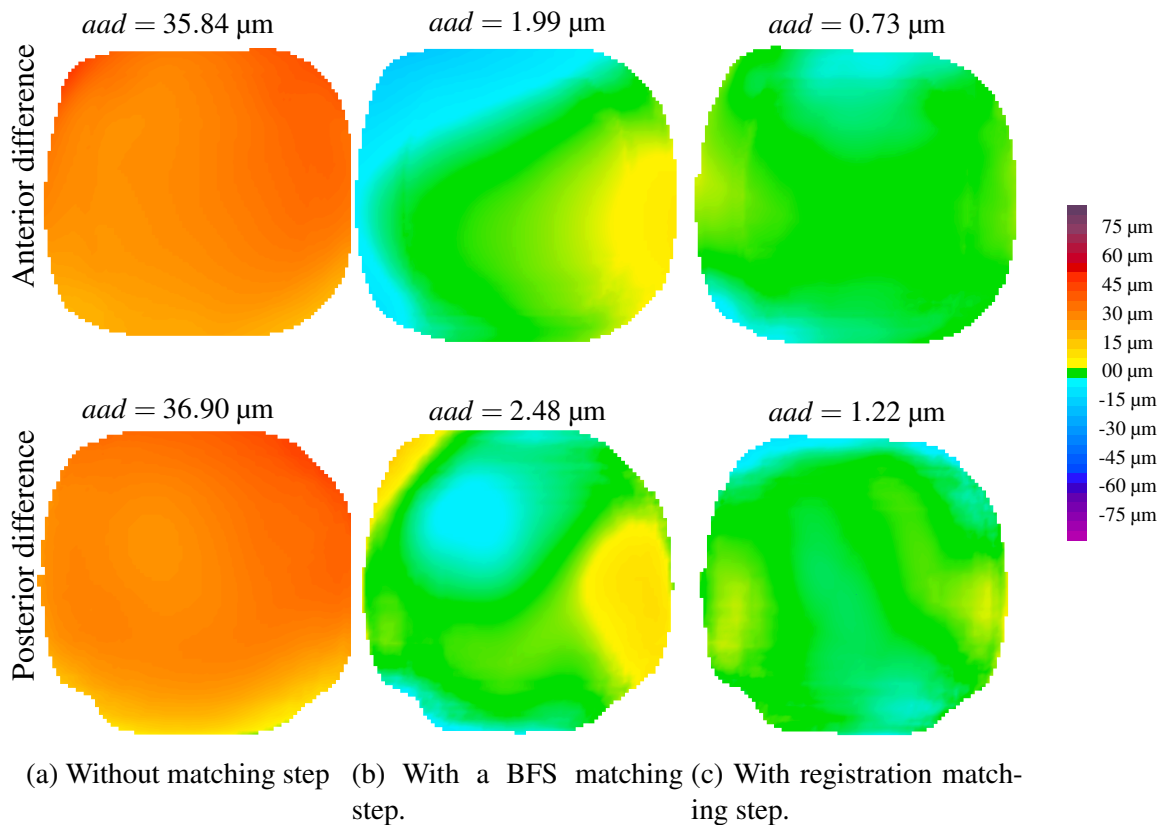 aad = 35.84 µm
aad = 1.99 µm
aad = 0.73 µm
Anterior difference
75 µm
60 µm
45 µm
30 µm
15 µm
00 µm
-15 µm
-30 µm
-45 µm
-60 µm
-75 µm
aad = 36.90 µm
aad = 2.48 µm
aad = 1.22 µm
Posterior difference
(a) Without matching step
(b) With a BFS matching
step.
(c) With registration match-
ing step.